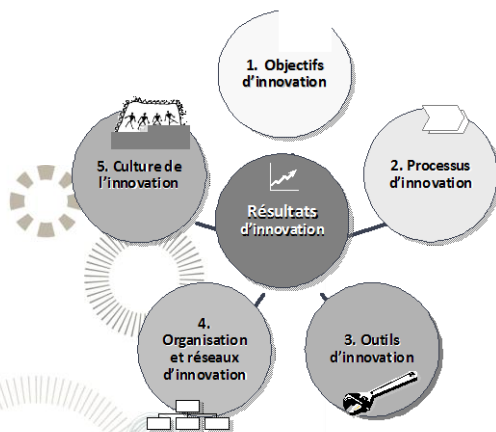 1. Objectifs
d'innovation
2. Processus
d'innovation
3. Outils
d'innovation
4.
Organisation
et réseaux
d'innovation
5. Culture de
l'innovation
Résultats
d'innovation